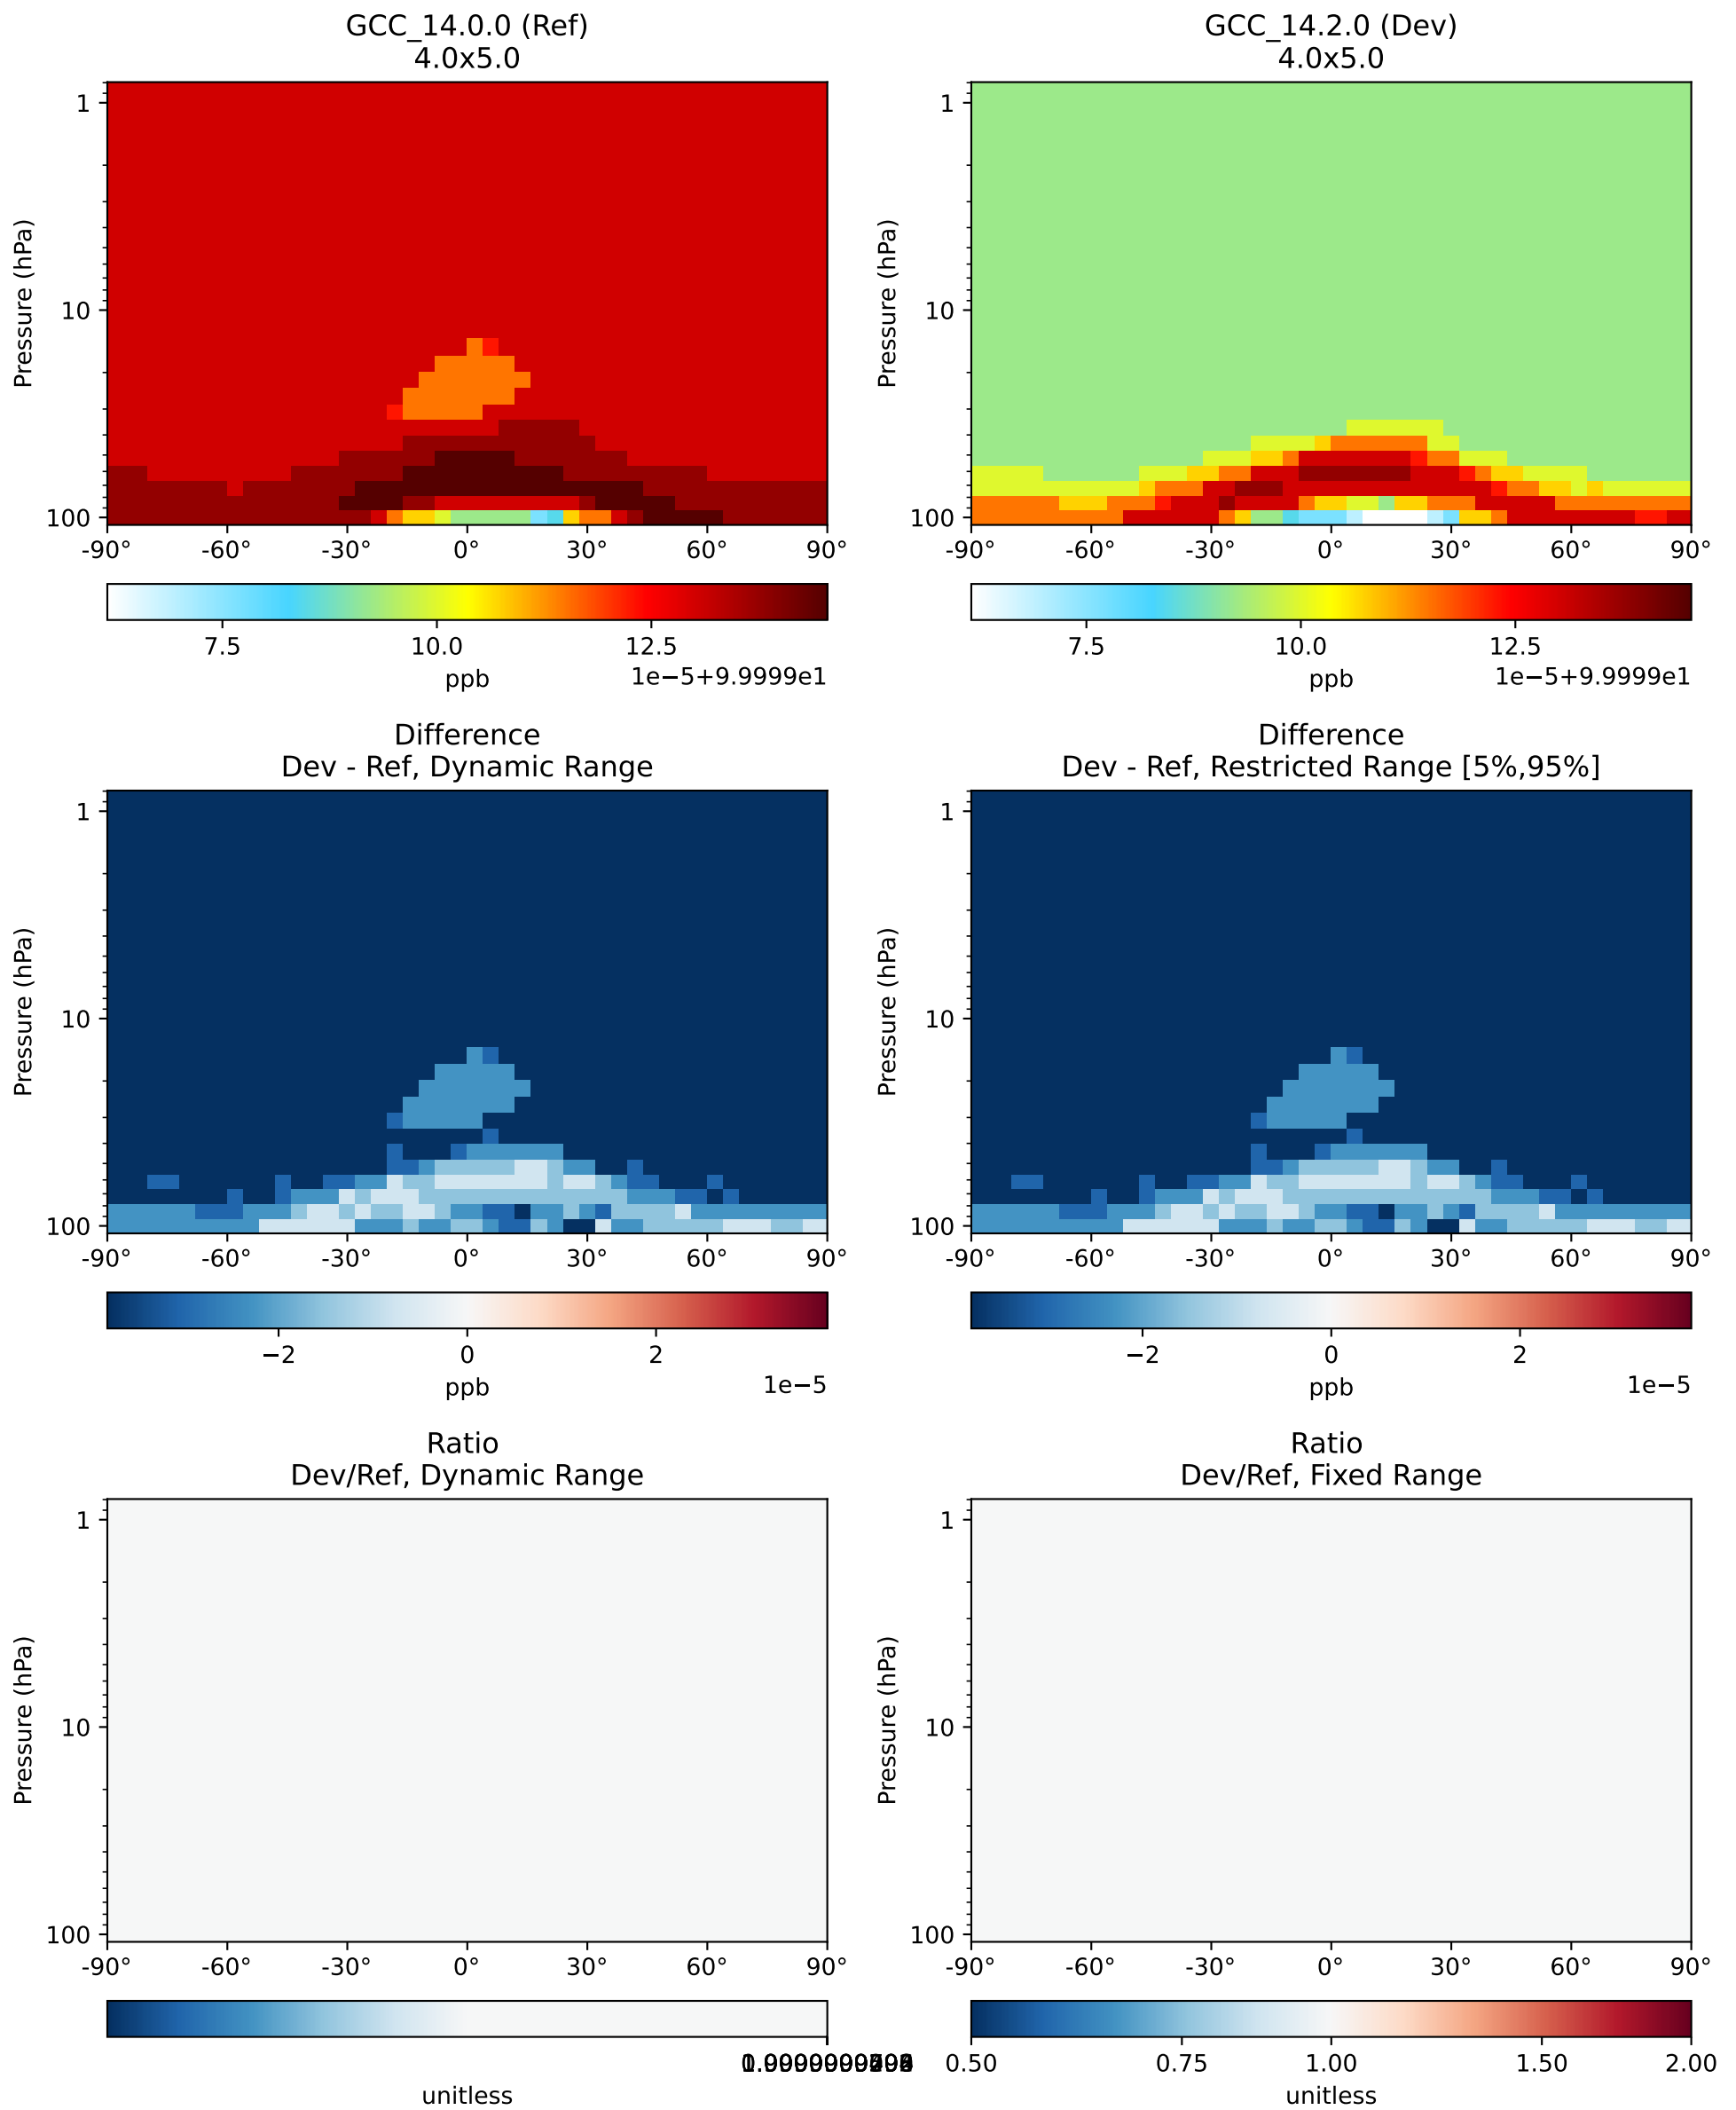 GCC_14.0.0 (Ref)
4.0x5.0
Pressure (hPa)
1
10
100
-90° -60° -30° 0° 30° 60° 90°
7.5 10.0 12.5
ppb 1e−5+9.9999e1
GCC_14.2.0 (Dev)
4.0x5.0
Pressure (hPa)
1
10
100
-90° -60° -30° 0° 30° 60° 90°
7.5 10.0 12.5
ppb 1e−5+9.9999e1
Difference
Dev - Ref, Dynamic Range
Pressure (hPa)
1
10
100
-90° -60° -30° 0° 30° 60° 90°
−2 0 2
ppb 1e−5
Difference
Dev - Ref, Restricted Range [5%,95%]
Pressure (hPa)
1
10
100
-90° -60° -30° 0° 30° 60° 90°
−2 0 2
ppb 1e−5
Ratio
Dev/Ref, Dynamic Range
Pressure (hPa)
1
10
100
-90° -60° -30° 0° 30° 60° 90°
unitless
Ratio
Dev/Ref, Fixed Range
Pressure (hPa)
1
10
100
-90° -60° -30° 0° 30° 60° 90°
0.50 0.75 1.00 1.50 2.00
unitless